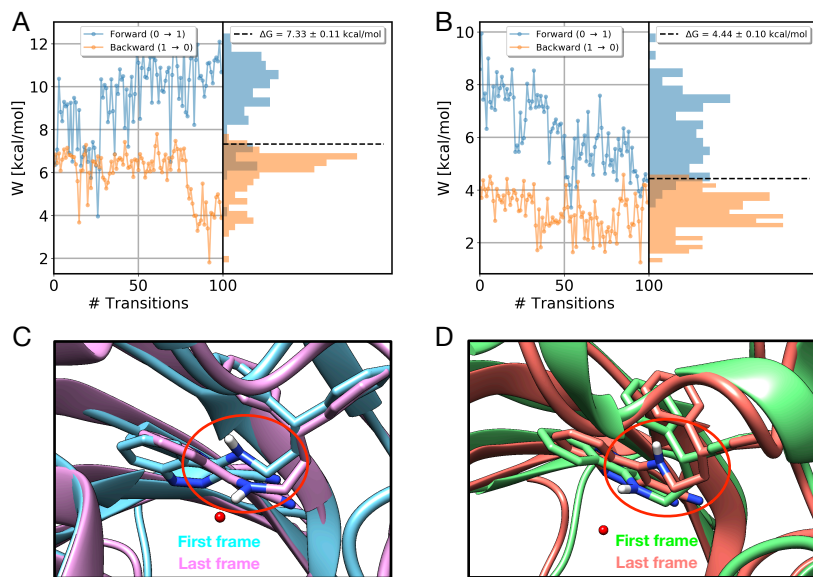 A
Forward (0 → 1)
Backward (1 → 0)
ΔG = 7.33 ± 0.11 kcal/mol
W [kcal/mol]
12
10
8
6
4
2
0
50
100
# Transitions
B
Forward (0 → 1)
Backward (1 → 0)
ΔG = 4.44 ± 0.10 kcal/mol
W [kcal/mol]
10
8
6
4
2
0
50
100
# Transitions
C
First frame
Last frame
D
First frame
Last frame